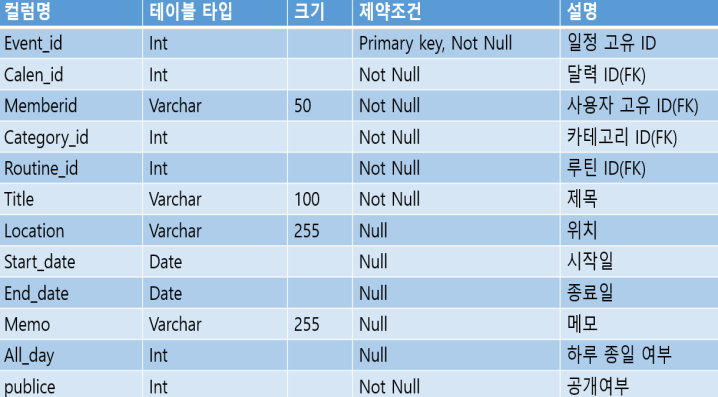 컬럼명 테이블 타입 크기 제약조건 설명
Event_id Int Primary key, Not Null 일정 고유 ID
Calen_id Int Not Null 달력 ID(FK)
Memberid Varchar 50 Not Null 사용자 고유 ID(FK)
Category_id Int Not Null 카테고리 ID(FK)
Routine_id Int Not Null 루틴 ID(FK)
Title Varchar 100 Not Null 제목
Location Varchar 255 Null 위치
Start_date Date Null 시작일
End_date Date Null 종료일
Memo Varchar 255 Null 메모
All_day Int Null 하루 종일 여부
publice Int Not Null 공개여부